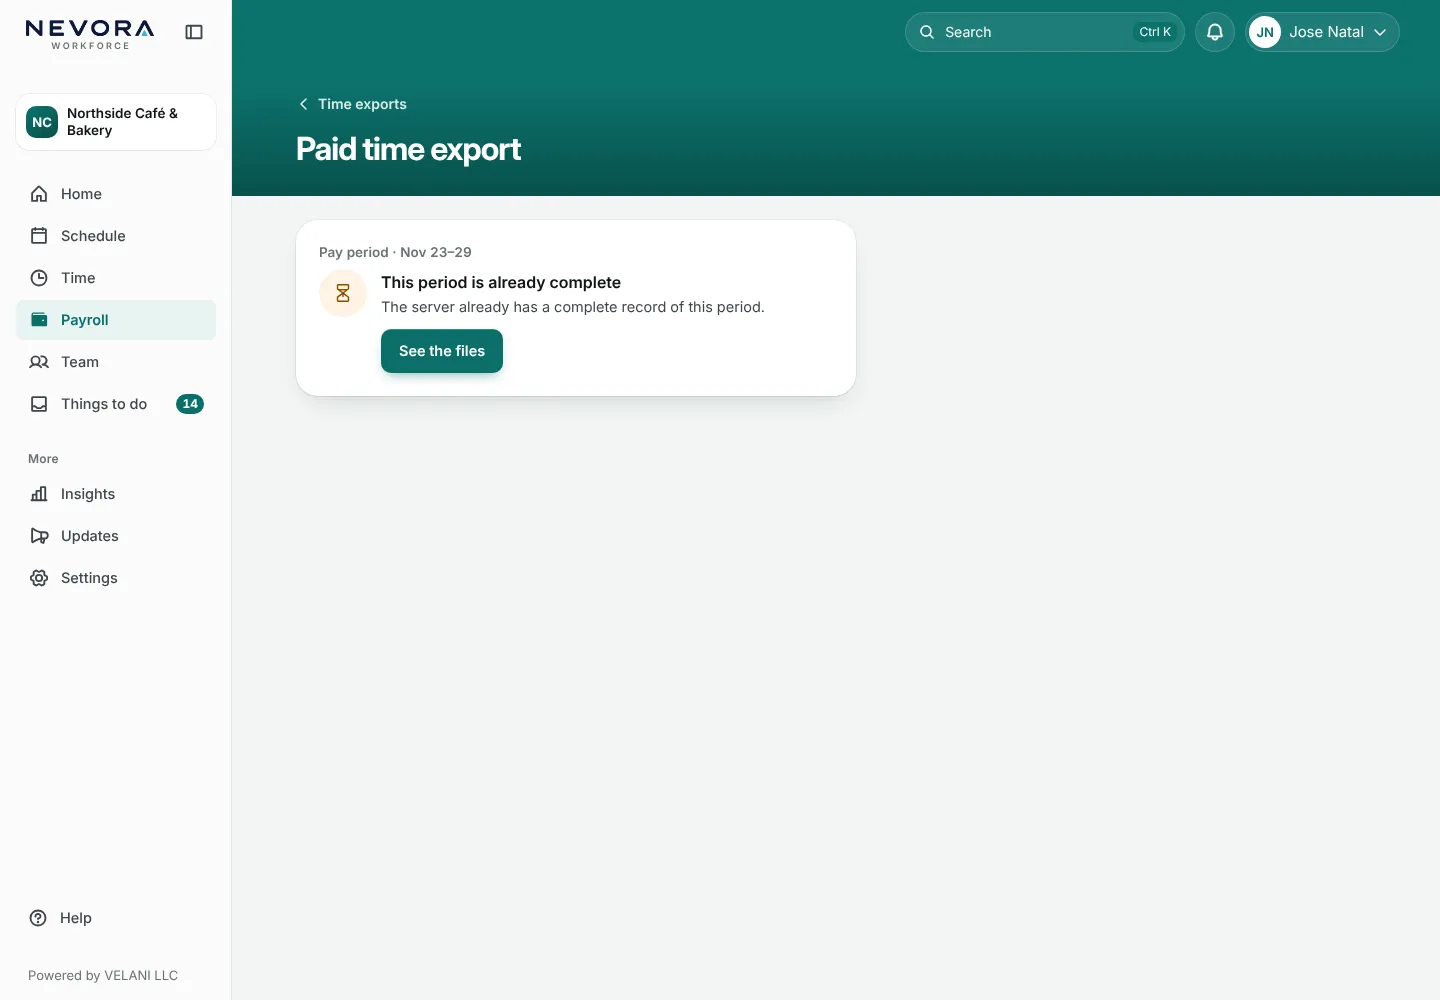 NEVORA
WORKFORCE
Search
Ctrl K
JN
Jose Natal
NC
Northside Café &
Bakery
Home
Schedule
Time
Payroll
Team
Things to do
14
More
Insights
Updates
Settings
Help
Powered by VELANI LLC
Time exports
Paid time export
Pay period · Nov 23–29
This period is already complete
The server already has a complete record of this period.
See the files